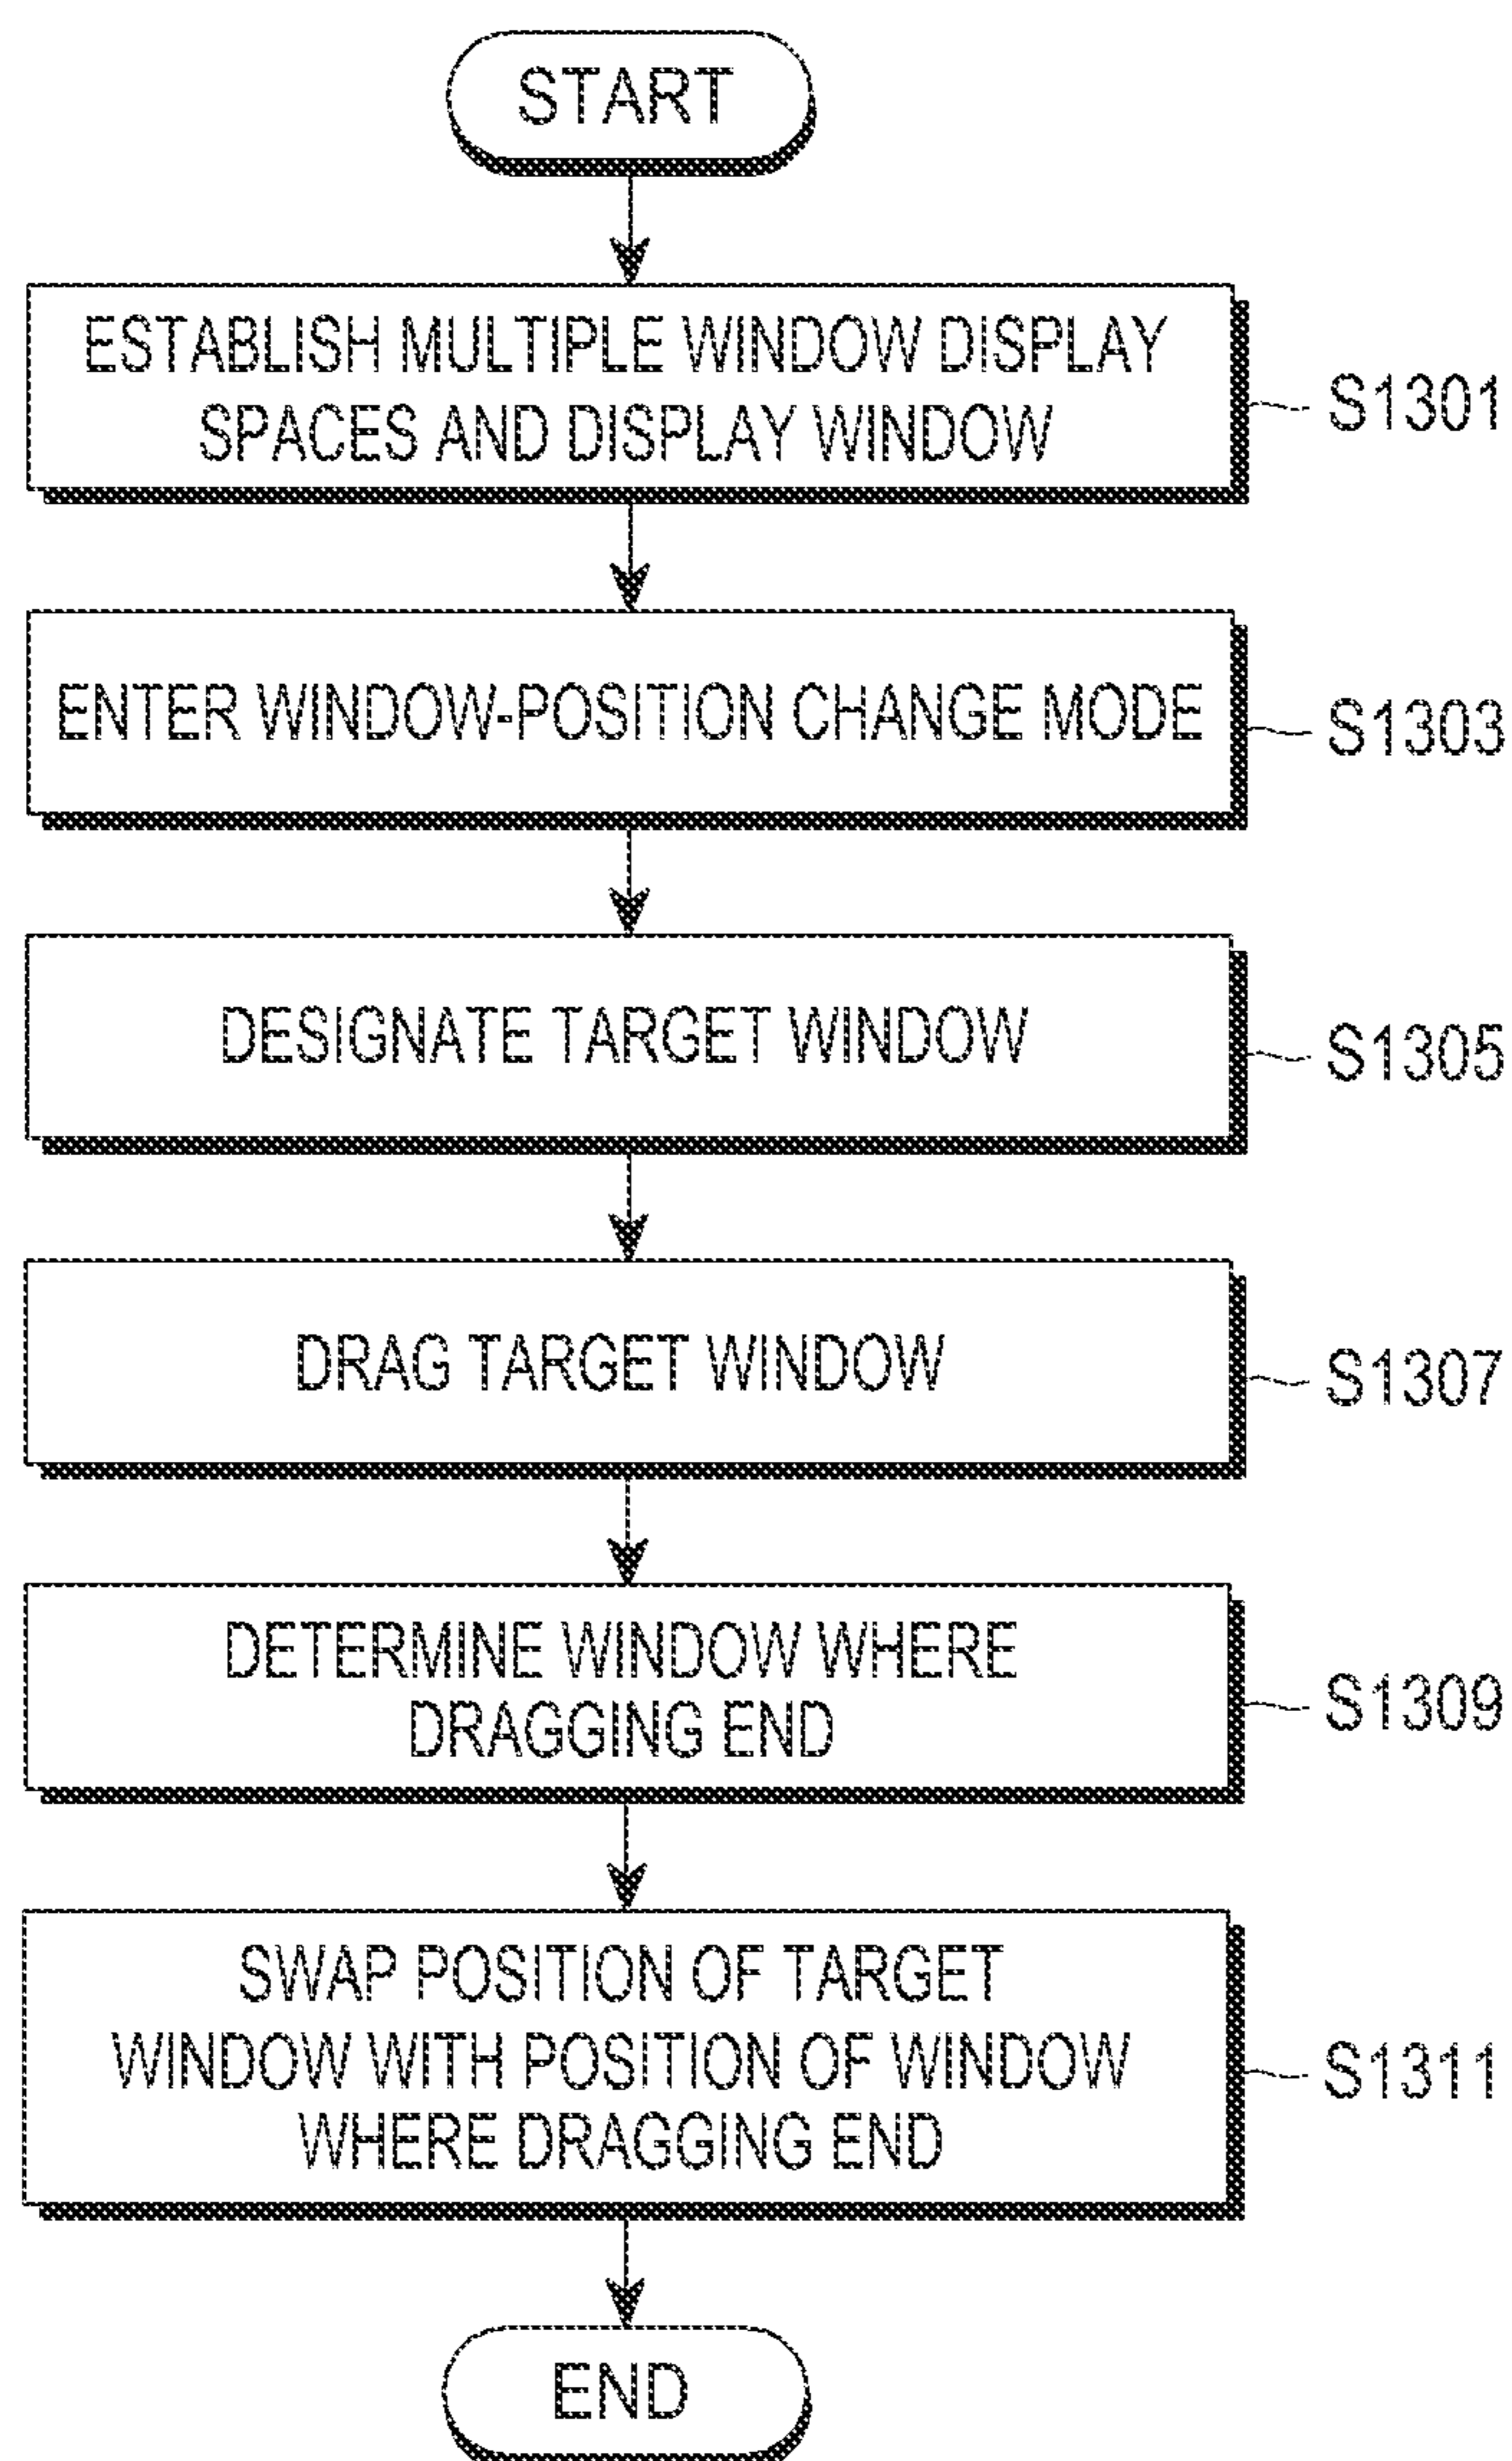 START
ESTABLISH MULTIPLE WINDOW DISPLAY
SPACES AND DISPLAY WINDOW
S1301
ENTER WINDOW-POSITION CHANGE MODE
S1303
DESIGNATE TARGET WINDOW
S1305
DRAG TARGET WINDOW
S1307
DETERMINE WINDOW WHERE
DRAGGING END
S1309
SWAP POSITION OF TARGET
WINDOW WITH POSITION OF WINDOW
WHERE DRAGGING END
S1311
END